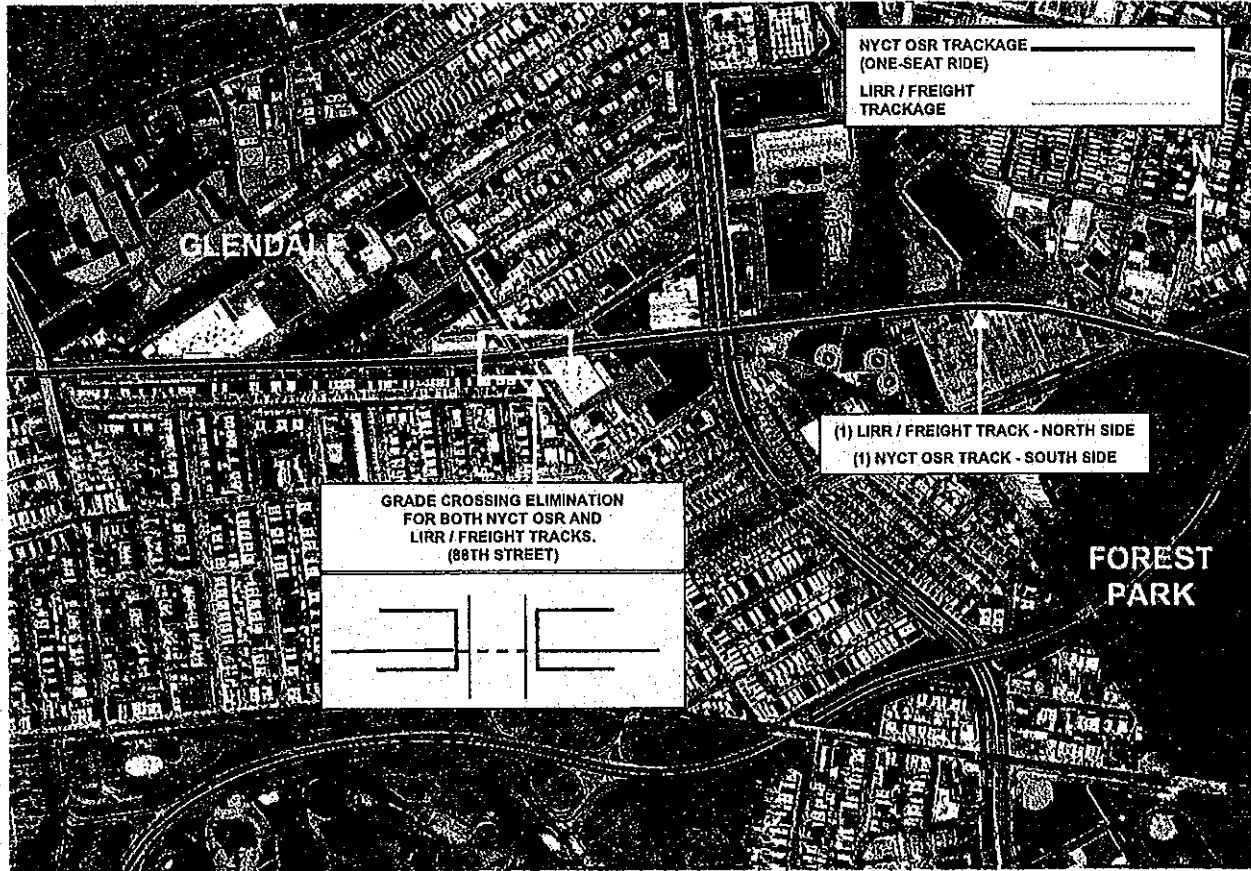 NYCT OSR TRACKAGE
(ONE-SEAT RIDE)
LIRR / FREIGHT
TRACKAGE
N
GLENDALE
(1) LIRR / FREIGHT TRACK - NORTH SIDE
(1) NYCT OSR TRACK - SOUTH SIDE
GRADE CROSSING ELIMINATION
FOR BOTH NYCT OSR AND
LIRR / FREIGHT TRACKS.
(88TH STREET)
FOREST
PARK